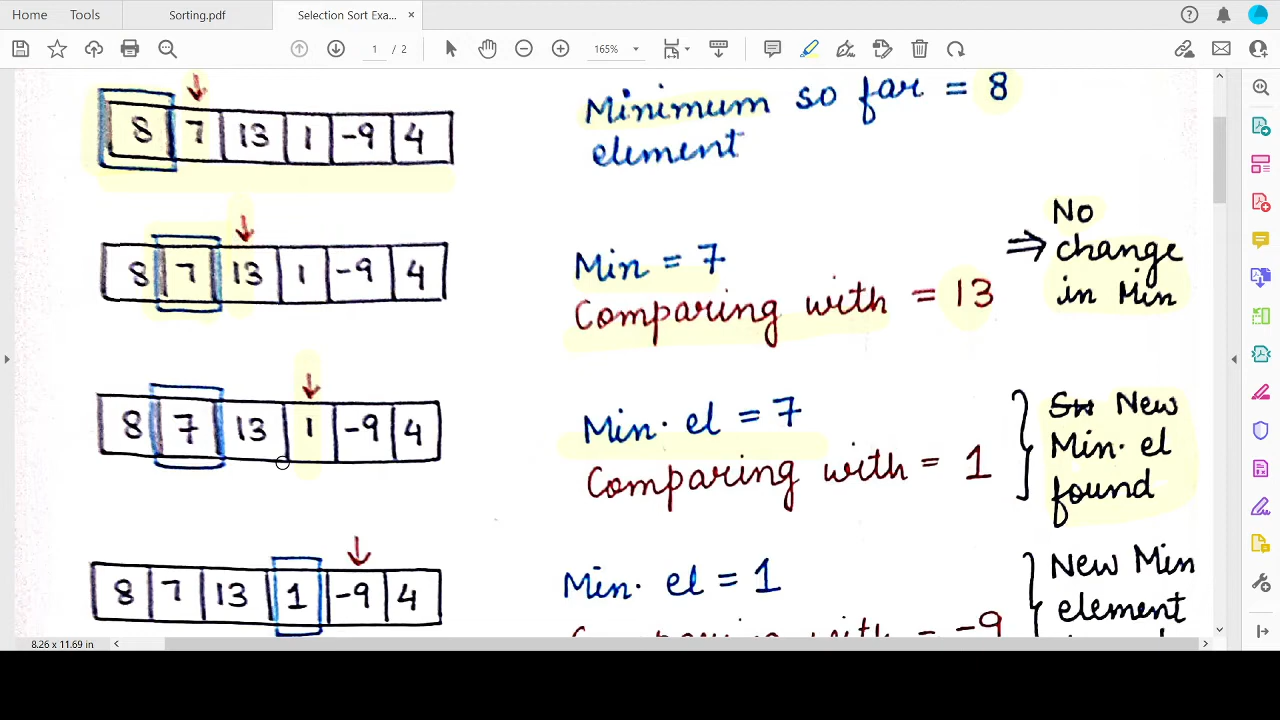 Home Tools Sorting.pdf Selection Sort Exa... ×
1 / 2 165%
8 7 13 1 -9 4
Minimum so far = 8
element
8 7 13 1 -9 4
Min = 7
Comparing with = 13
No
⇒ change
in Min
8 7 13 1 -9 4
Min. el = 7
Comparing with = 1
New
Min. el
found
8 7 13 1 -9 4
Min. el = 1
Comparing with = -9
New Min
element
8.26 x 11.69 in